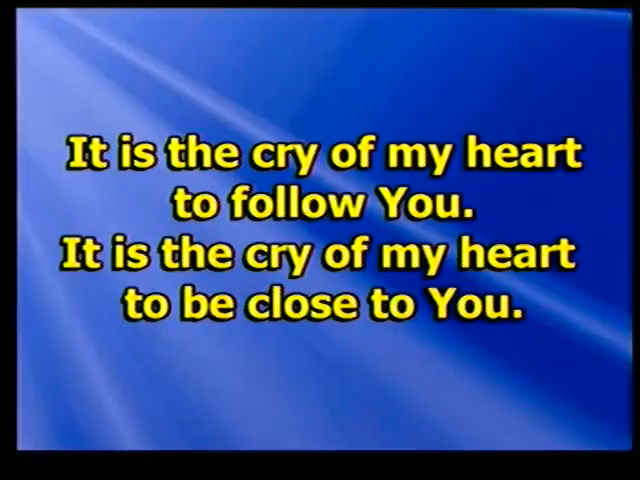 It is the cry of my heart
to follow You.
It is the cry of my heart
to be close to You.